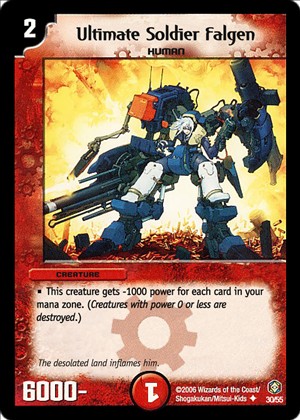 2
Ultimate Soldier Falgen
HUMAN
CREATURE
▪ This creature gets -1000 power for each card in your
mana zone. (Creatures with power 0 or less are
destroyed.)
The desolated land inflames him.
6000-
1
©2006 Wizards of the Coast/
Shogakukan/Mitsui-Kids ✦ 30/55